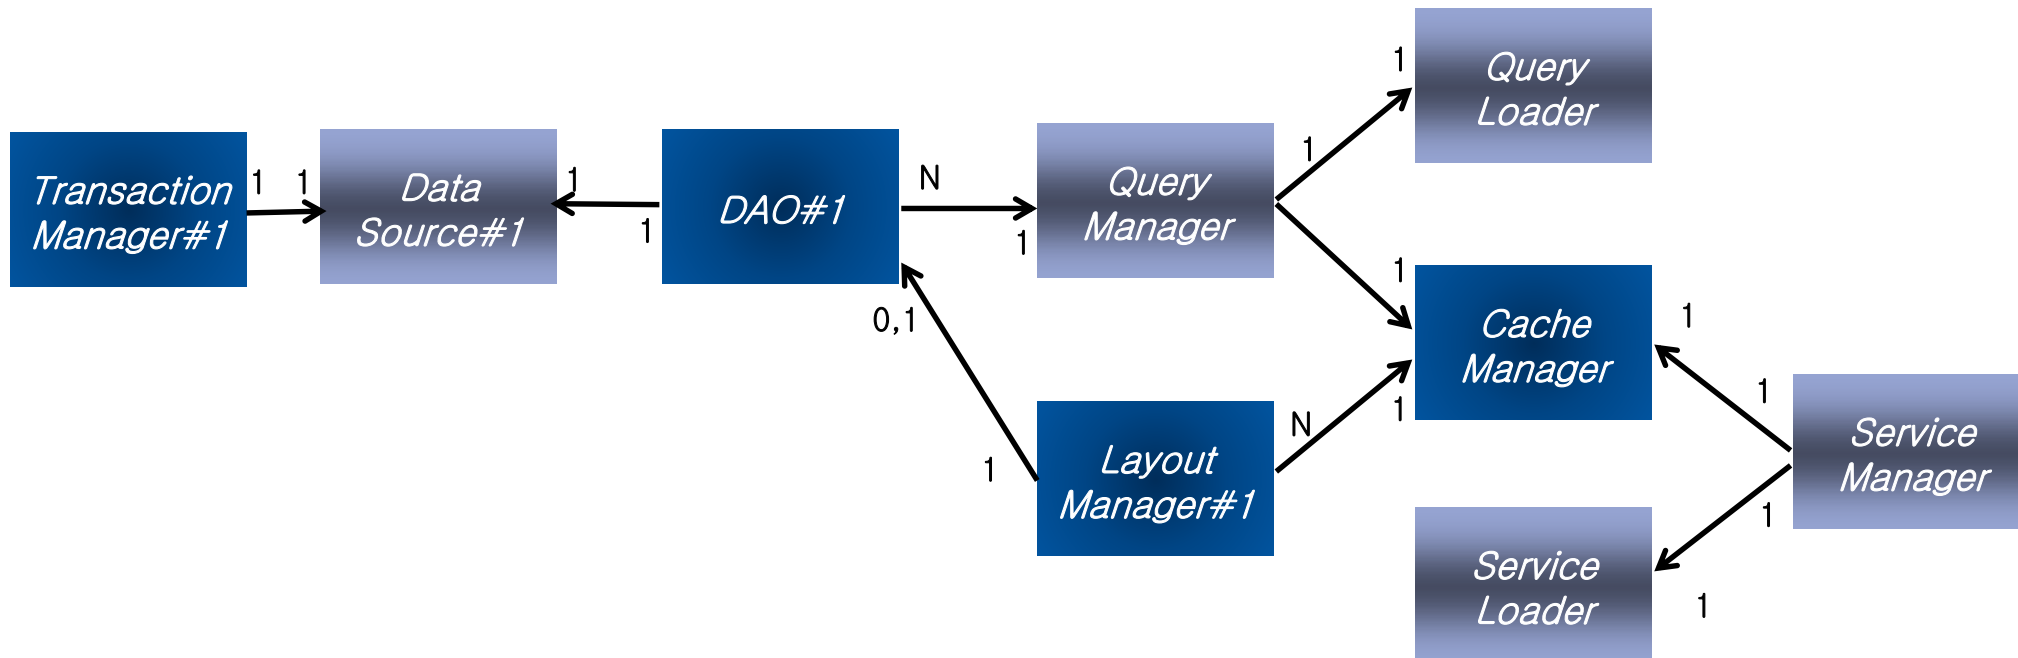 Transaction
Manager#1
1
1
Data
Source#1
1
1
DAO#1
N
1
0,1
1
Query
Manager
1
1
Query
Loader
1
Cache
Manager
Layout
Manager#1
N
1
1
1
Service
Manager
1
1
Service
Loader